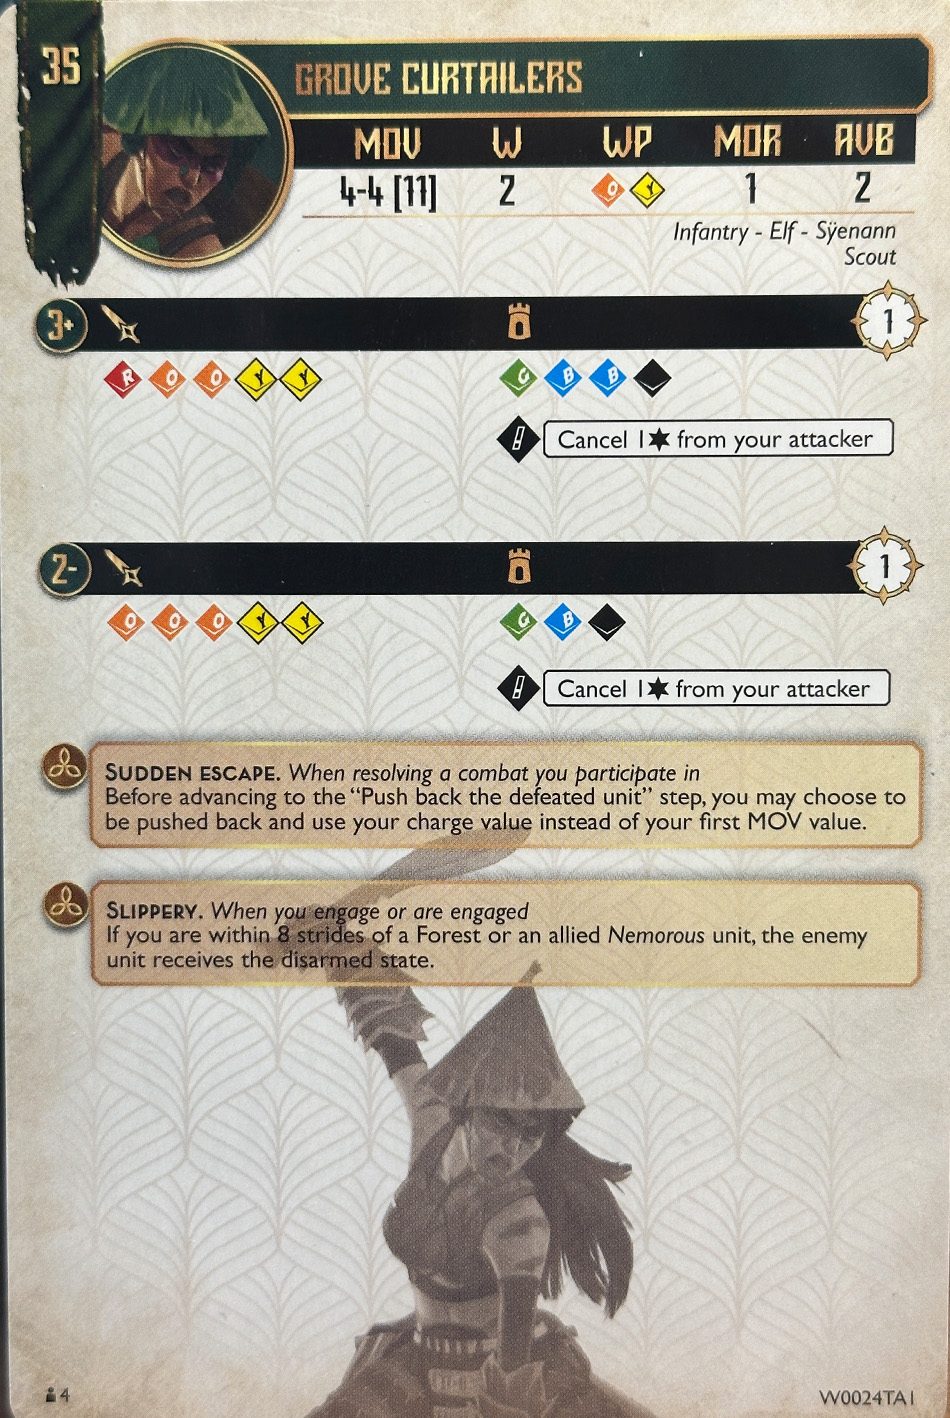 35
GROVE CURTAILERS
MOV W WP MOR AVB
4-4 [11] 2 O Y 1 2
Infantry - Elf - Sÿenann
Scout
3+ 1
R O O Y Y G B B
Cancel 1 from your attacker
2- 1
O O O Y Y G B
Cancel 1 from your attacker
SUDDEN ESCAPE. When resolving a combat you participate in
Before advancing to the “Push back the defeated unit” step, you may choose to
be pushed back and use your charge value instead of your first MOV value.
SLIPPERY. When you engage or are engaged
If you are within 8 strides of a Forest or an allied Nemorous unit, the enemy
unit receives the disarmed state.
4 W0024TA1